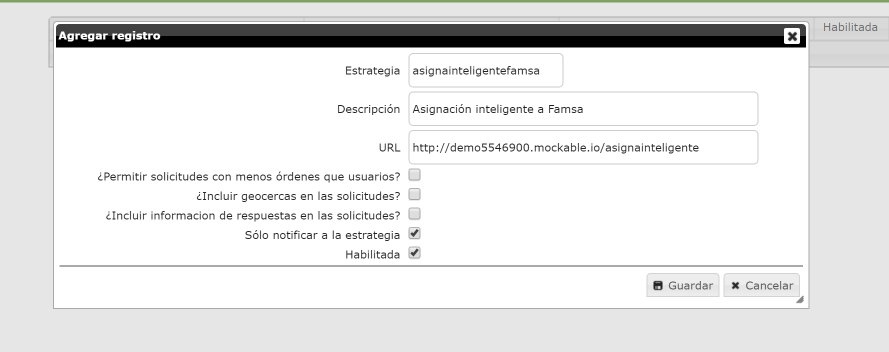 Habilitada
Agregar registro
Estrategia asignainteligentefamsa
Descripción Asignación inteligente a Famsa
URL http://demo5546900.mockable.io/asignainteligente
¿Permitir solicitudes con menos órdenes que usuarios?
¿Incluir geocercas en las solicitudes?
¿Incluir informacion de respuestas en las solicitudes?
Sólo notificar a la estrategia
Habilitada
Guardar Cancelar